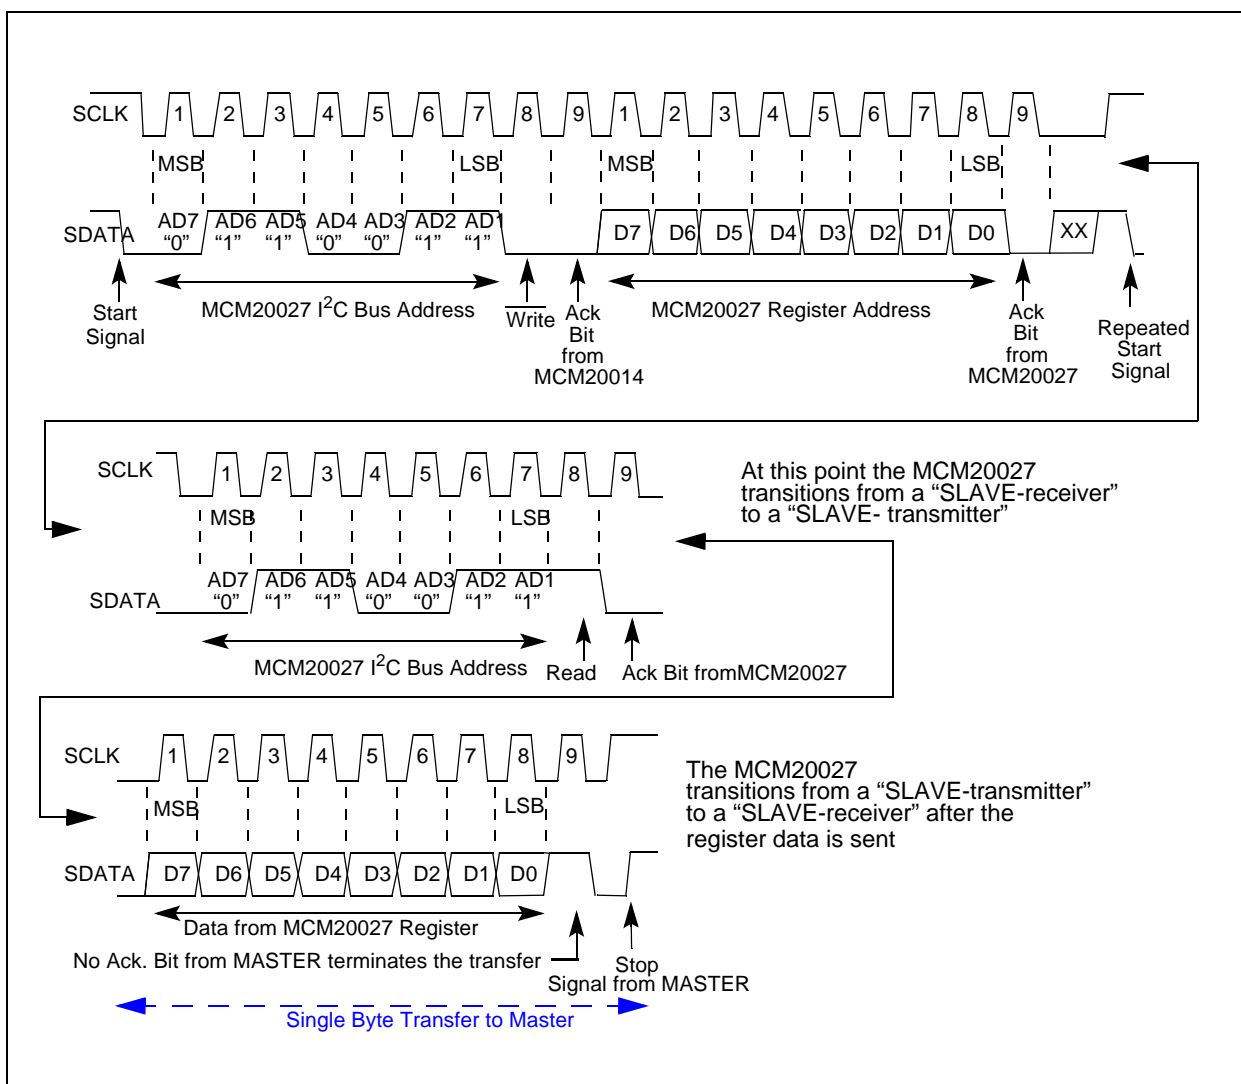 SCLK 1 2 3 4 5 6 7 8 9 1 2 3 4 5 6 7 8 9
MSB LSB MSB LSB
SDATA AD7 AD6 AD5 AD4 AD3 AD2 AD1 D7 D6 D5 D4 D3 D2 D1 D0 XX
“0” “1” “1” “0” “0” “1” “1”
Start
Signal
MCM20027 I2C Bus Address
Write
Ack
Bit
from
MCM20014
MCM20027 Register Address
Ack
Bit
from
MCM20027
Repeated
Start
Signal
SCLK 1 2 3 4 5 6 7 8 9
MSB LSB
SDATA AD7 AD6 AD5 AD4 AD3 AD2 AD1
“0” “1” “1” “0” “0” “1” “1”
MCM20027 I2C Bus Address
Read
Ack Bit fromMCM20027
At this point the MCM20027
transitions from a “SLAVE-receiver”
to a “SLAVE- transmitter”
SCLK 1 2 3 4 5 6 7 8 9
MSB LSB
SDATA D7 D6 D5 D4 D3 D2 D1 D0
Data from MCM20027 Register
No Ack. Bit from MASTER terminates the transfer
Stop
Signal from MASTER
Single Byte Transfer to Master
The MCM20027
transitions from a “SLAVE-transmitter”
to a “SLAVE-receiver” after the
register data is sent